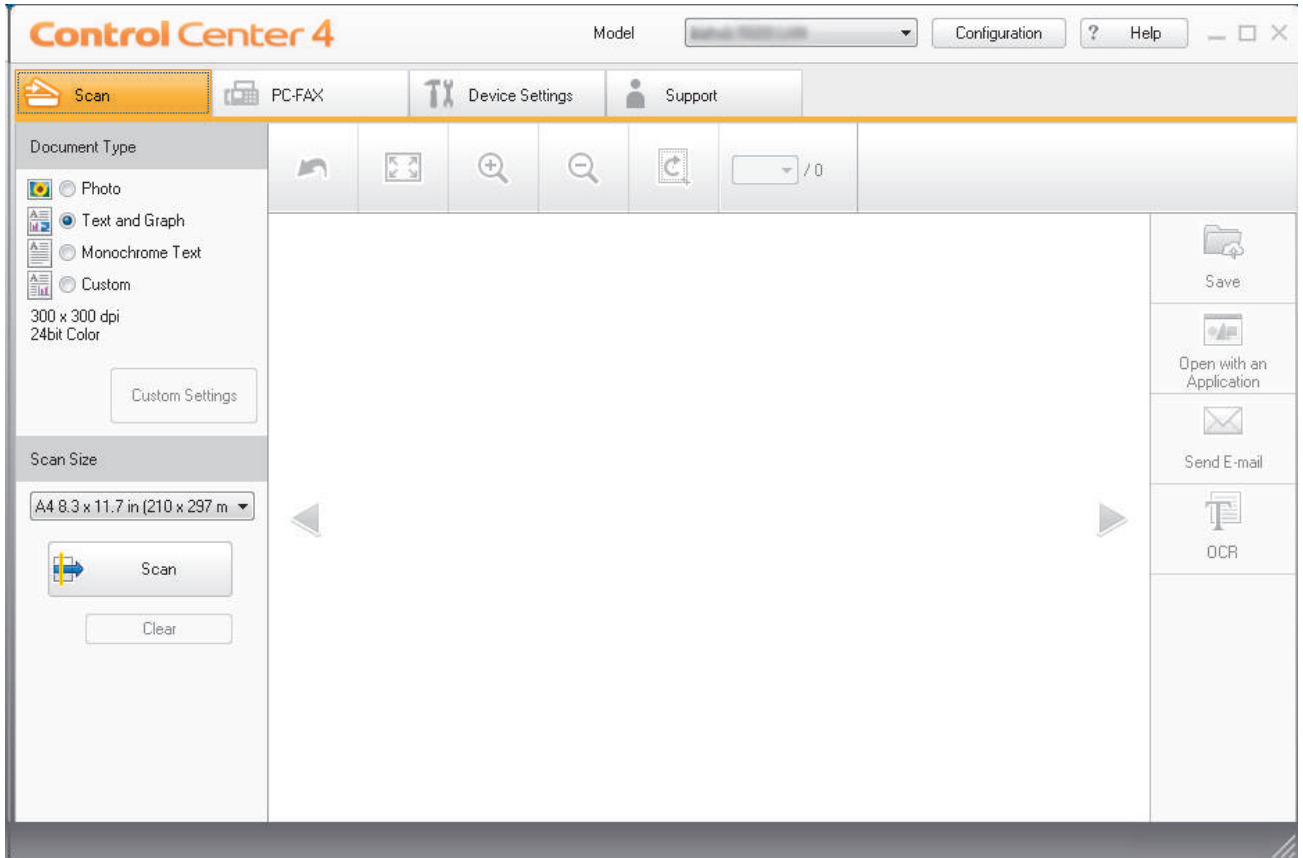 Control Center 4
Model
Configuration
? Help
Scan
PC-FAX
Device Settings
Support
Document Type
/ 0
Photo
Text and Graph
Monochrome Text
Custom
300 x 300 dpi
24bit Color
Custom Settings
Scan Size
A4 8.3 x 11.7 in (210 x 297 m
Scan
Clear
Save
Open with an
Application
Send E-mail
OCR